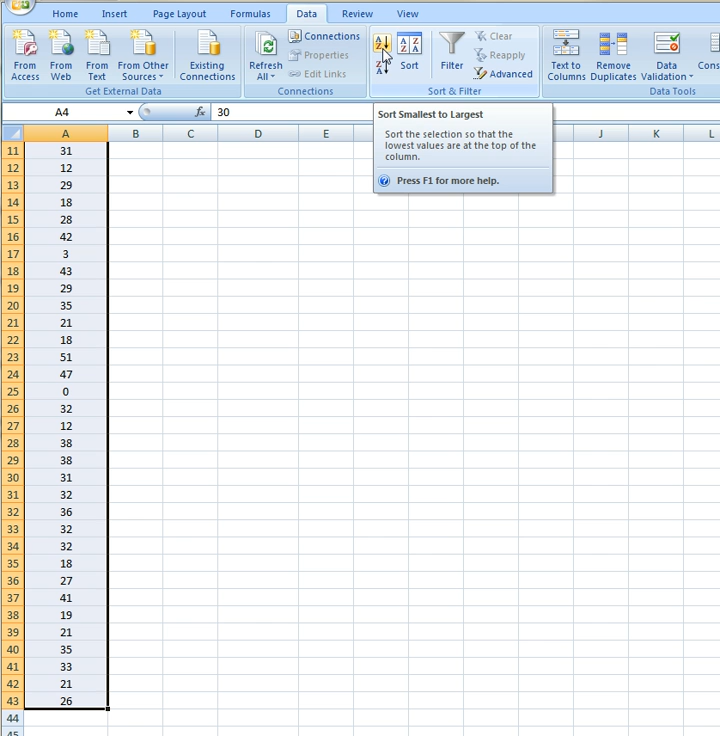 Home Insert Page Layout Formulas Data Review View
From Access
From Web
From Text
From Other Sources
Existing Connections
Get External Data
Refresh All
Connections
Properties
Edit Links
Connections
Sort
Filter
Clear
Reapply
Advanced
Sort & Filter
Text to Columns
Remove Duplicates
Data Validation
Data Tools
A4 fx 30
Sort Smallest to Largest
Sort the selection so that the
lowest values are at the top of the
column.
Press F1 for more help.
A B C D E J K L
11 31
12 12
13 29
14 18
15 28
16 42
17 3
18 43
19 29
20 35
21 21
22 18
23 51
24 47
25 0
26 32
27 12
28 38
29 38
30 31
31 32
32 36
33 32
34 32
35 18
36 27
37 41
38 19
39 21
40 35
41 33
42 21
43 26
44